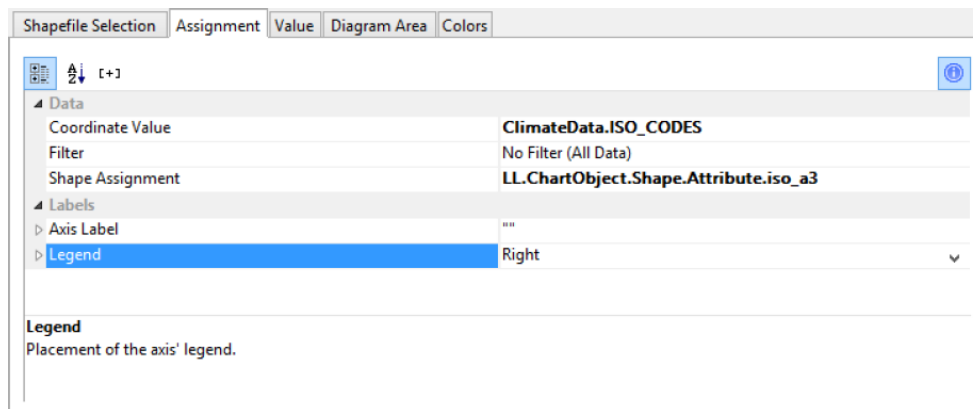 Shapefile Selection Assignment Value Diagram Area Colors
A Z [+]
Data
Coordinate Value ClimateData.ISO_CODES
Filter No Filter (All Data)
Shape Assignment LL.ChartObject.Shape.Attribute.iso_a3
Labels
Axis Label ""
Legend Right
Legend
Placement of the axis' legend.